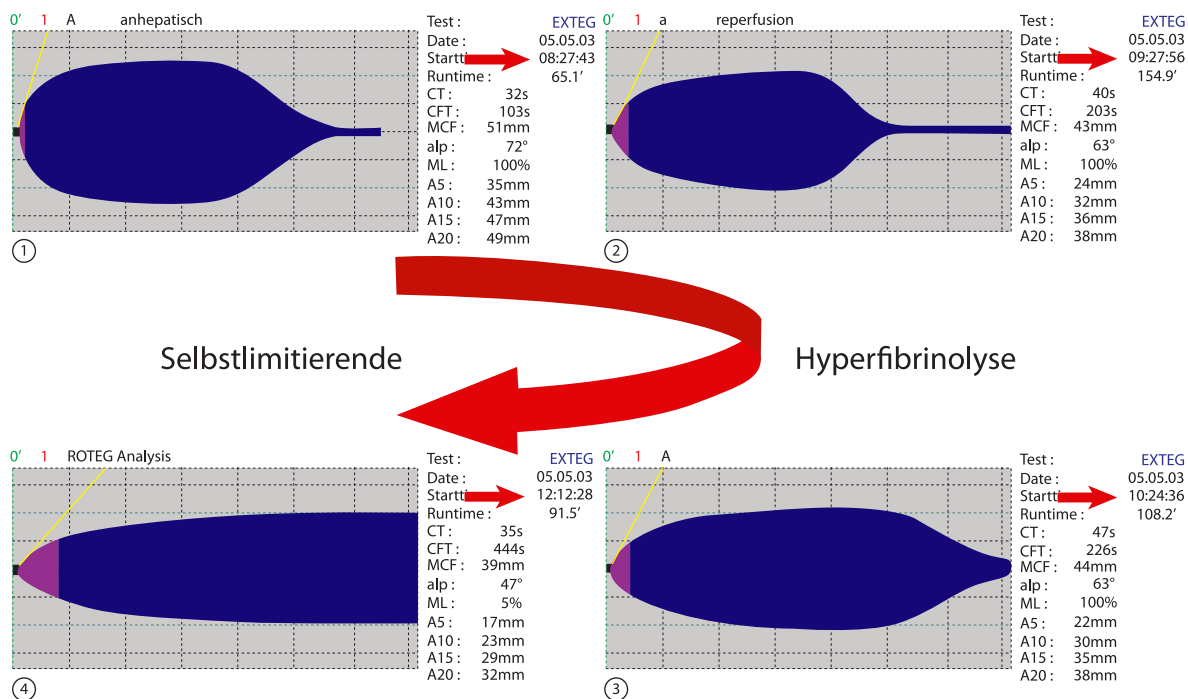 0' 1 A anhepatisch
Test : EXTEG
Date : 05.05.03
Startti 08:27:43
Runtime : 65.1'
CT : 32s
CFT : 103s
MCF : 51mm
alp : 72°
ML : 100%
A5 : 35mm
A10 : 43mm
A15 : 47mm
A20 : 49mm
1
0' 1 a reperfusion
Test : EXTEG
Date : 05.05.03
Startti 09:27:56
Runtime : 154.9'
CT : 40s
CFT : 203s
MCF : 43mm
alp : 63°
ML : 100%
A5 : 24mm
A10 : 32mm
A15 : 36mm
A20 : 38mm
2
Selbstlimitierende Hyperfibrinolyse
0' 1 ROTEG Analysis
Test : EXTEG
Date : 05.05.03
Startti 12:12:28
Runtime : 91.5'
CT : 35s
CFT : 444s
MCF : 39mm
alp : 47°
ML : 5%
A5 : 17mm
A10 : 23mm
A15 : 29mm
A20 : 32mm
4
0' 1 A
Test : EXTEG
Date : 05.05.03
Startti 10:24:36
Runtime : 108.2'
CT : 47s
CFT : 226s
MCF : 44mm
alp : 63°
ML : 100%
A5 : 22mm
A10 : 30mm
A15 : 35mm
A20 : 38mm
3